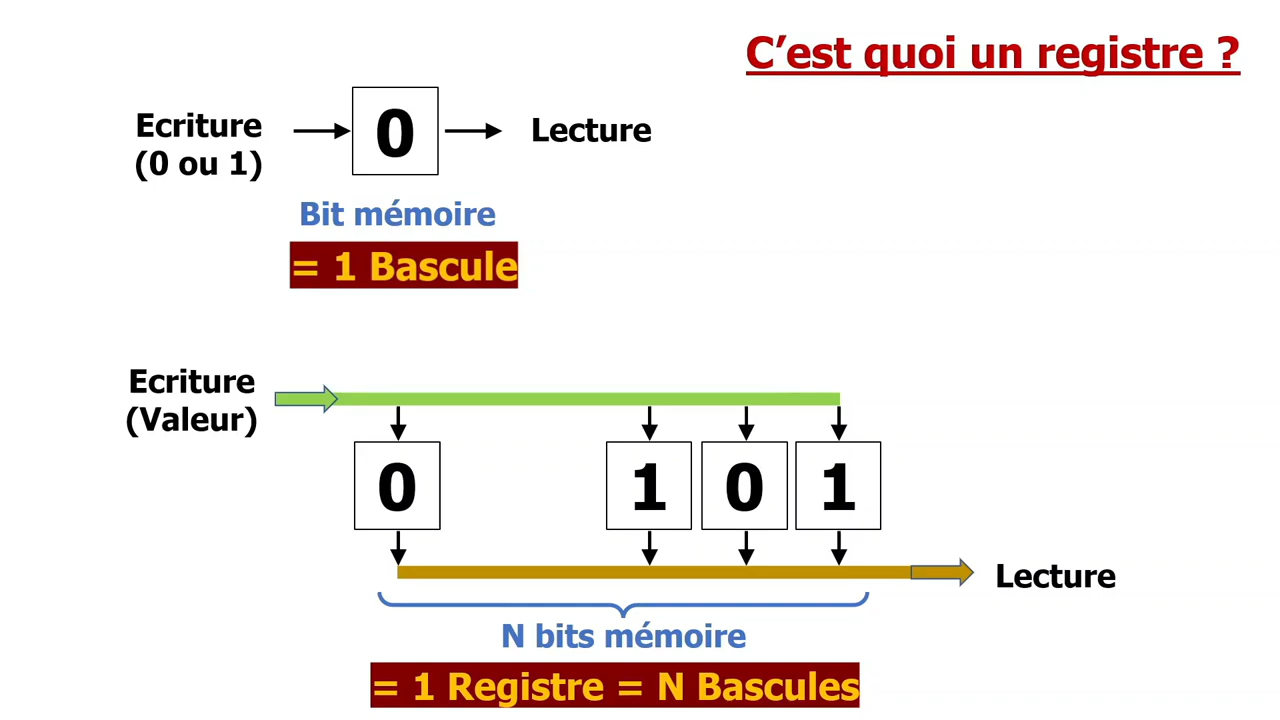 C’est quoi un registre ?
Ecriture
(0 ou 1)
0
Lecture
Bit mémoire
= 1 Bascule
Ecriture
(Valeur)
0 1 0 1
Lecture
N bits mémoire
= 1 Registre = N Bascules